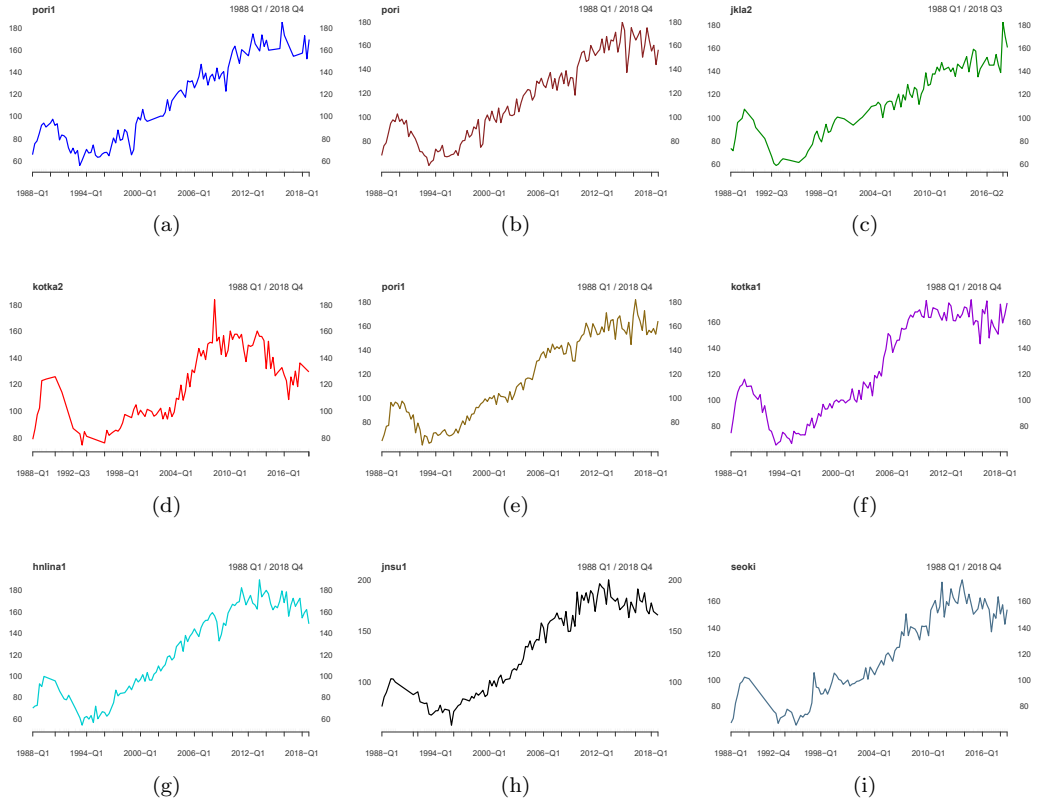 pori1 1988 Q1 / 2018 Q4
180 180
160 160
140 140
120 120
100 100
80 80
60 60
1988−Q1 1994−Q1 2000−Q1 2006−Q1 2012−Q1 2018−Q1
(a)
pori 1988 Q1 / 2018 Q4
180 180
160 160
140 140
120 120
100 100
80 80
60 60
1988−Q1 1994−Q1 2000−Q1 2006−Q1 2012−Q1 2018−Q1
(b)
jkla2 1988 Q1 / 2018 Q3
180 180
160 160
140 140
120 120
100 100
80 80
60 60
1988−Q1 1992−Q3 1998−Q1 2004−Q1 2010−Q1 2016−Q2
(c)
kotka2 1988 Q1 / 2018 Q4
180 180
160 160
140 140
120 120
100 100
80 80
1988−Q1 1992−Q3 1998−Q1 2004−Q1 2010−Q1 2016−Q1
(d)
pori1 1988 Q1 / 2018 Q4
180 180
160 160
140 140
120 120
100 100
80 80
60 60
1988−Q1 1994−Q1 2000−Q1 2006−Q1 2012−Q1 2018−Q1
(e)
kotka1 1988 Q1 / 2018 Q4
160 160
140 140
120 120
100 100
80 80
1988−Q1 1994−Q1 2000−Q1 2006−Q1 2012−Q1 2018−Q1
(f)
hnlina1 1988 Q1 / 2018 Q4
180 180
160 160
140 140
120 120
100 100
80 80
60 60
1988−Q1 1994−Q1 2000−Q1 2006−Q1 2012−Q1 2018−Q1
(g)
jnsu1 1988 Q1 / 2018 Q4
200 200
150 150
100 100
1988−Q1 1994−Q1 2000−Q1 2006−Q1 2012−Q1 2018−Q1
(h)
seoki 1988 Q1 / 2018 Q4
160 160
140 140
120 120
100 100
80 80
1988−Q1 1992−Q4 1998−Q1 2004−Q1 2010−Q1 2016−Q1
(i)